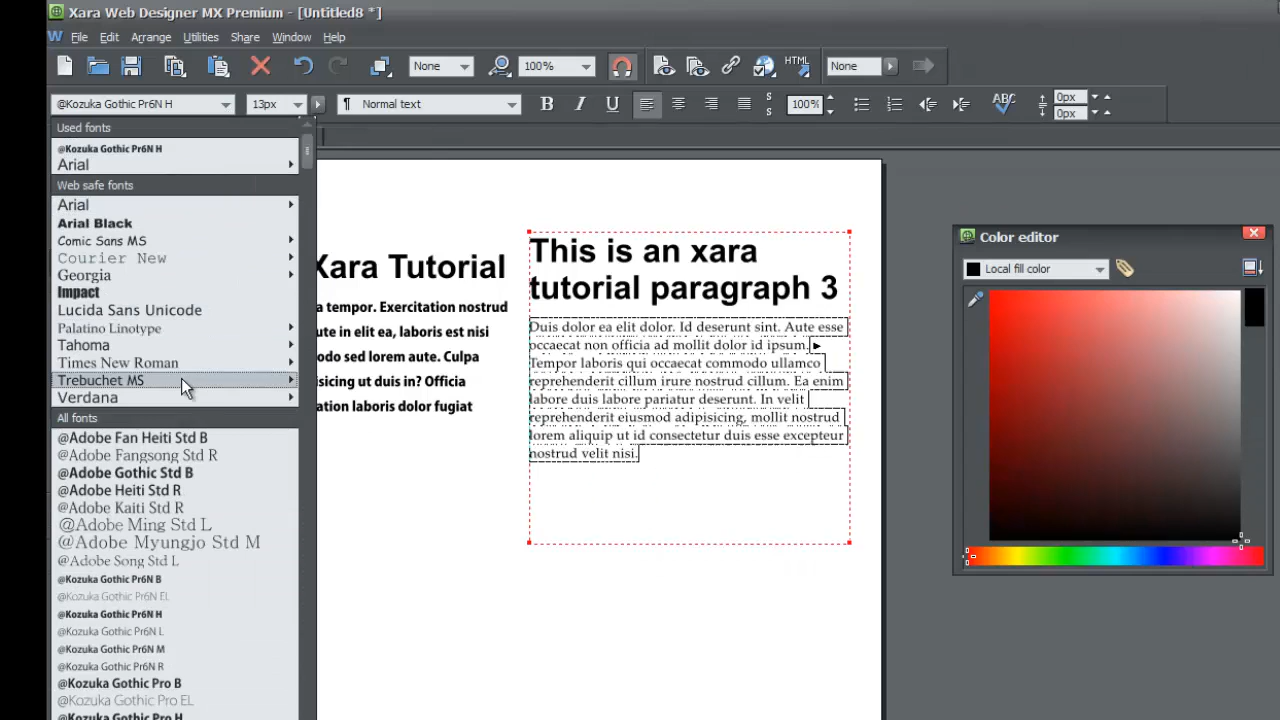 Xara Web Designer MX Premium - [Untitled8 *]
File Edit Arrange Utilities Share Window Help
None 100% HTML None
@Kozuka Gothic Pr6N H 13px ¶ Normal text B I U 100% ABC 0px
0px
Used fonts
@Kozuka Gothic Pr6N H
Arial
Web safe fonts
Arial
Arial Black
Comic Sans MS
Courier New
Georgia
Impact
Lucida Sans Unicode
Palatino Linotype
Tahoma
Times New Roman
Trebuchet MS
Verdana
All fonts
@Adobe Fan Heiti Std B
@Adobe Fangsong Std R
@Adobe Gothic Std B
@Adobe Heiti Std R
@Adobe Kaiti Std R
@Adobe Ming Std L
@Adobe Myungjo Std M
@Adobe Song Std L
@Kozuka Gothic Pr6N B
@Kozuka Gothic Pr6N EL
@Kozuka Gothic Pr6N H
@Kozuka Gothic Pr6N L
@Kozuka Gothic Pr6N M
@Kozuka Gothic Pr6N R
@Kozuka Gothic Pro B
@Kozuka Gothic Pro EL
@Kozuka Gothic Pro H
Xara Tutorial
a tempor. Exercitation nostrud
ute in elit ea, laboris est nisi
modo sed lorem aute. Culpa
isicing ut duis in? Officia
ation laboris dolor fugiat
This is an xara
tutorial paragraph 3
Duis dolor ea elit dolor. Id deserunt sint. Aute esse
occaecat non officia ad mollit dolor id ipsum.
Tempor laboris qui occaecat commodo ullamco
reprehenderit cillum irure nostrud cillum. Ea enim
labore duis labore pariatur deserunt. In velit
reprehenderit eiusmod adipisicing, mollit nostrud
lorem aliquip ut id consectetur duis esse excepteur
nostrud velit nisi.
Color editor
Local fill color